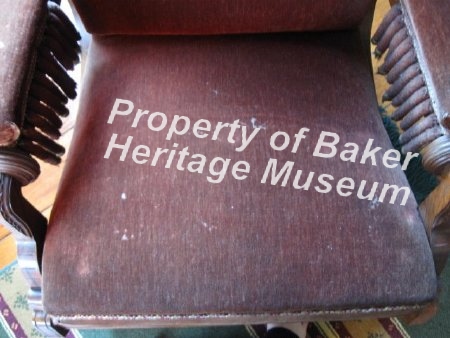 Property of Baker
Heritage Museum